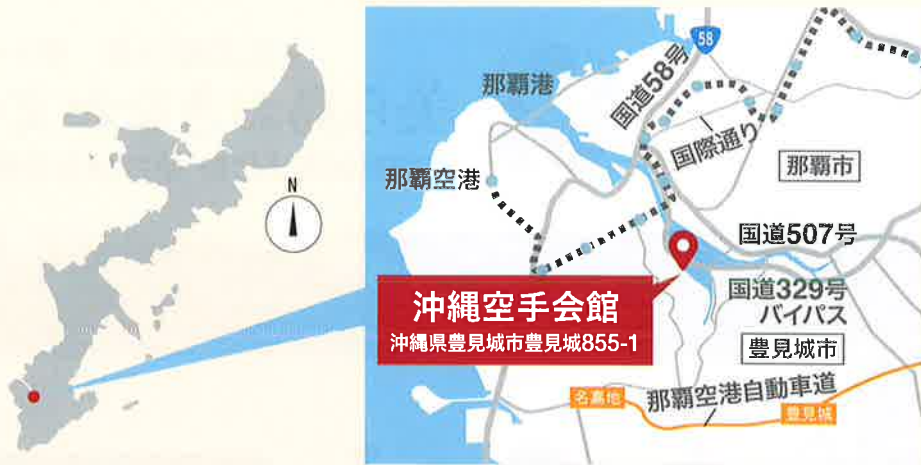 N
58
那覇港
国道58号
国際通り
那覇市
那覇空港
国道507号
沖縄空手会館
沖縄県豊見城市豊見城855-1
国道329号
バイパス
豊見城市
名嘉地
那覇空港自動車道
豊見城